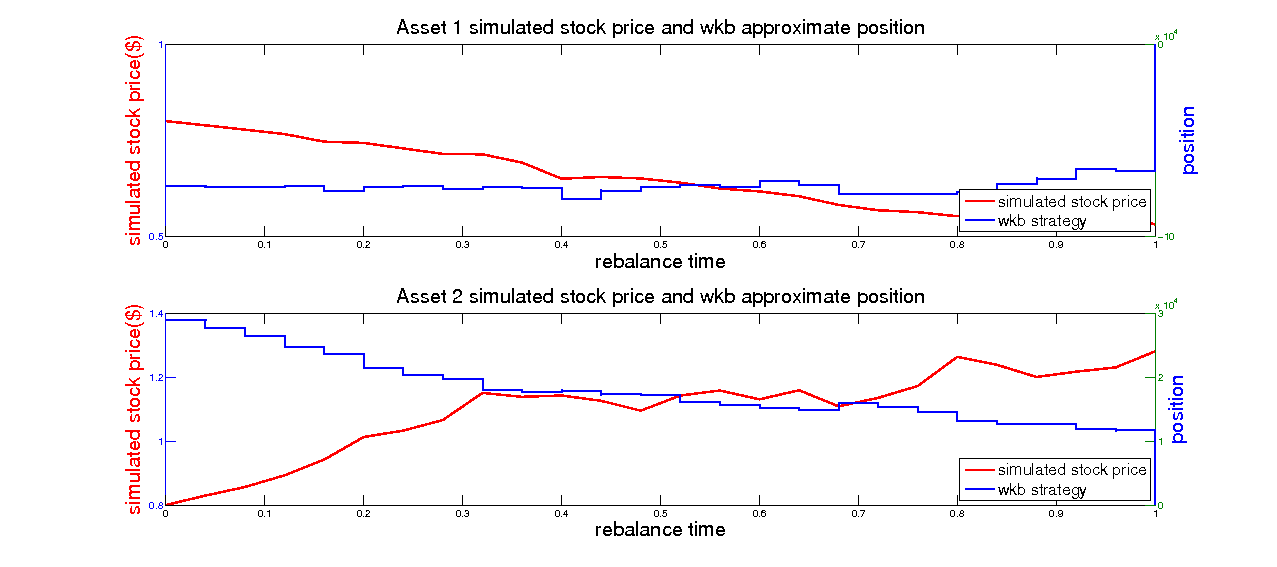 Asset 1 simulated stock price and wkb approximate position
x 10^4
1
0
simulated stock price($)
position
simulated stock price
wkb strategy
0.5
-10
0 0.1 0.2 0.3 0.4 0.5 0.6 0.7 0.8 0.9 1
rebalance time
Asset 2 simulated stock price and wkb approximate position
x 10^4
1.4
3
1.2
2
simulated stock price($)
position
1
1
simulated stock price
wkb strategy
0.8
0
0 0.1 0.2 0.3 0.4 0.5 0.6 0.7 0.8 0.9 1
rebalance time